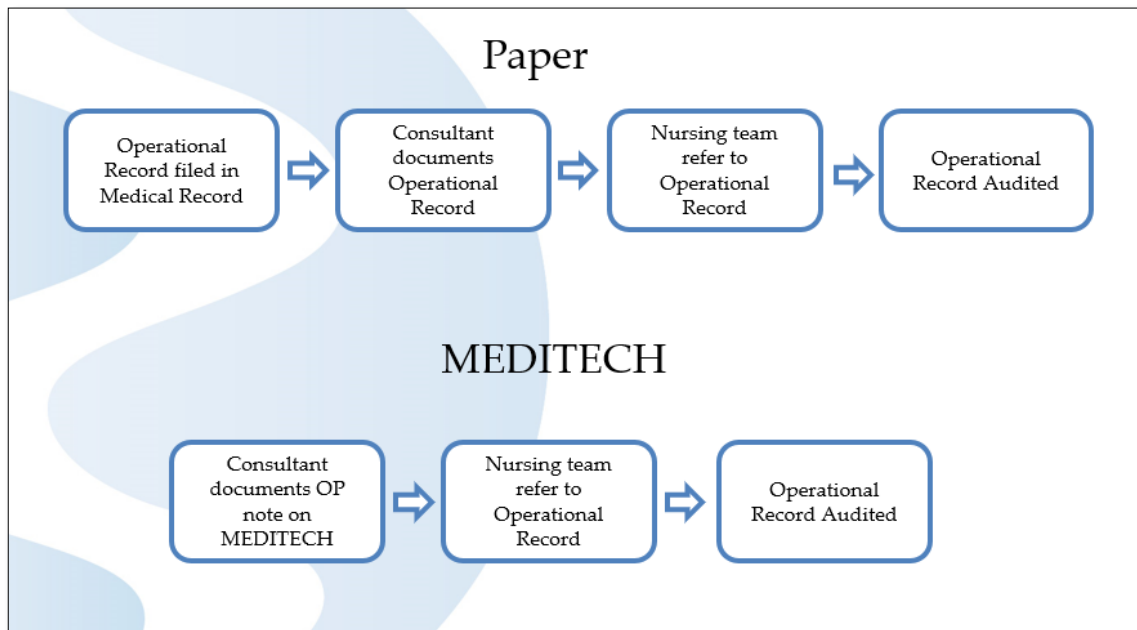 Paper
Operational
Record filed in
Medical Record
Consultant
documents
Operational
Record
Nursing team
refer to
Operational
Record
Operational
Record Audited
MEDITECH
Consultant
documents OP
note on
MEDITECH
Nursing team
refer to
Operational
Record
Operational
Record Audited